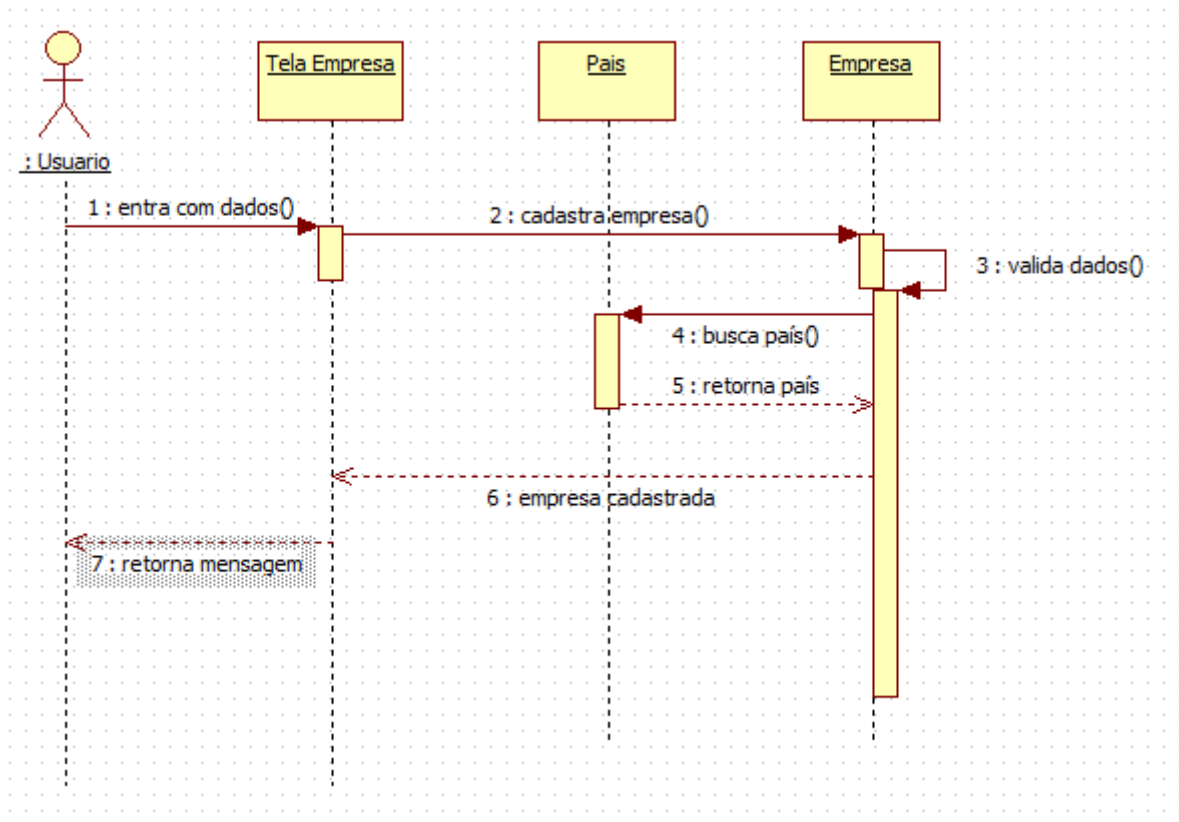 Tela Empresa
Pais
Empresa
: Usuario
1 : entra com dados()
2 : cadastra empresa()
3 : valida dados()
4 : busca país()
5 : retorna país
6 : empresa cadastrada
7 : retorna mensagem